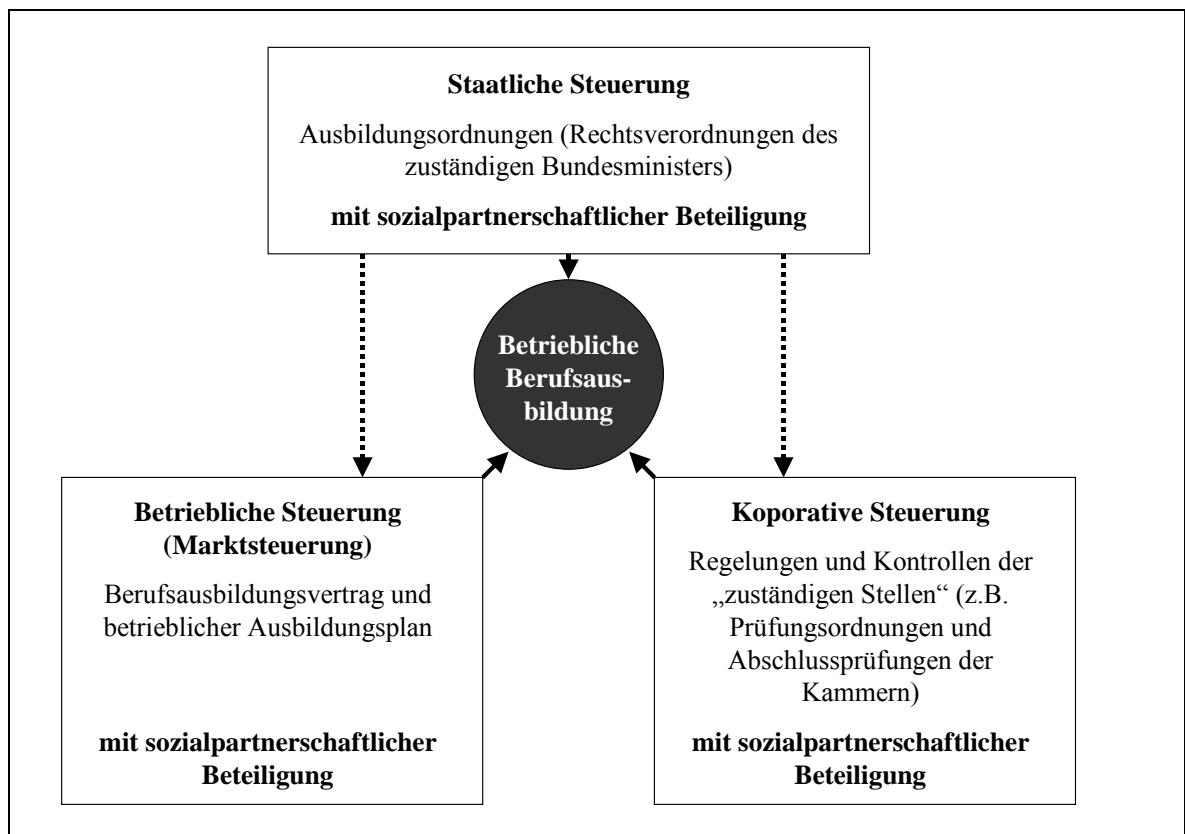 Staatliche Steuerung
Ausbildungsordnungen (Rechtsverordnungen des
zuständigen Bundesministers)
mit sozialpartnerschaftlicher Beteiligung
Betriebliche
Berufsaus-
bildung
Betriebliche Steuerung
(Marktsteuerung)
Berufsausbildungsvertrag und
betrieblicher Ausbildungsplan
mit sozialpartnerschaftlicher
Beteiligung
Koporative Steuerung
Regelungen und Kontrollen der
„zuständigen Stellen“ (z.B.
Prüfungsordnungen und
Abschlussprüfungen der
Kammern)
mit sozialpartnerschaftlicher
Beteiligung